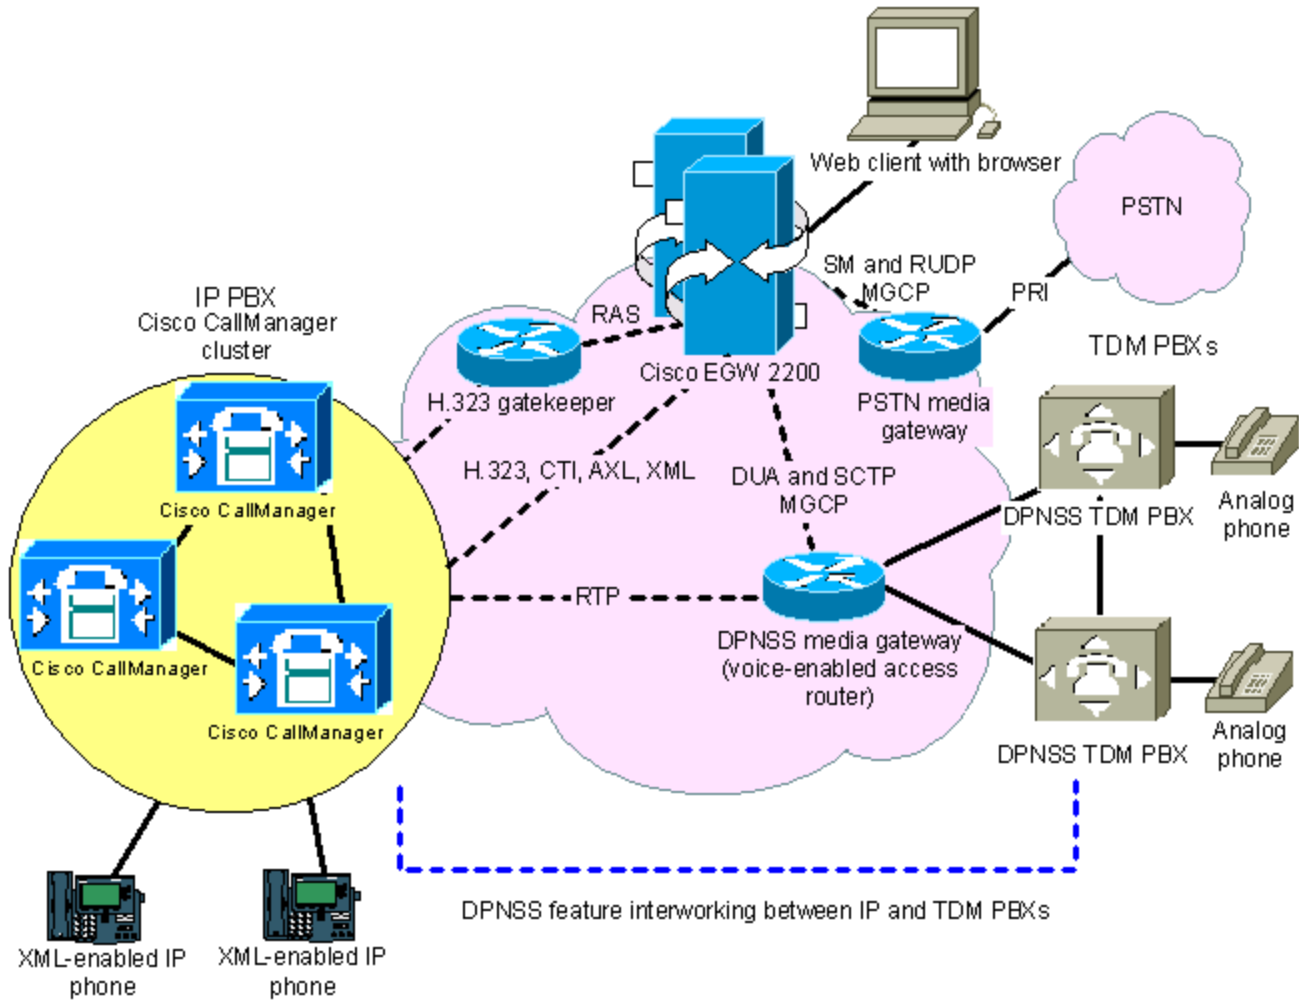 Web client with browser
PSTN
SM and RUDP
MGCP
PRI
IP PBX
Cisco CallManager
cluster
RAS
TDM PBXs
Cisco EGW 2200
H.323 gatekeeper
PSTN media
gateway
H.323, CTI, AXL, XML
DUA and SCTP
MGCP
Cisco CallManager
DPNSS TDM PBX
Analog
phone
RTP
DPNSS media gateway
(voice-enabled access
router)
Cisco CallManager
Cisco CallManager
DPNSS TDM PBX
Analog
phone
DPNSS feature interworking between IP and TDM PBXs
XML-enabled IP
phone
XML-enabled IP
phone